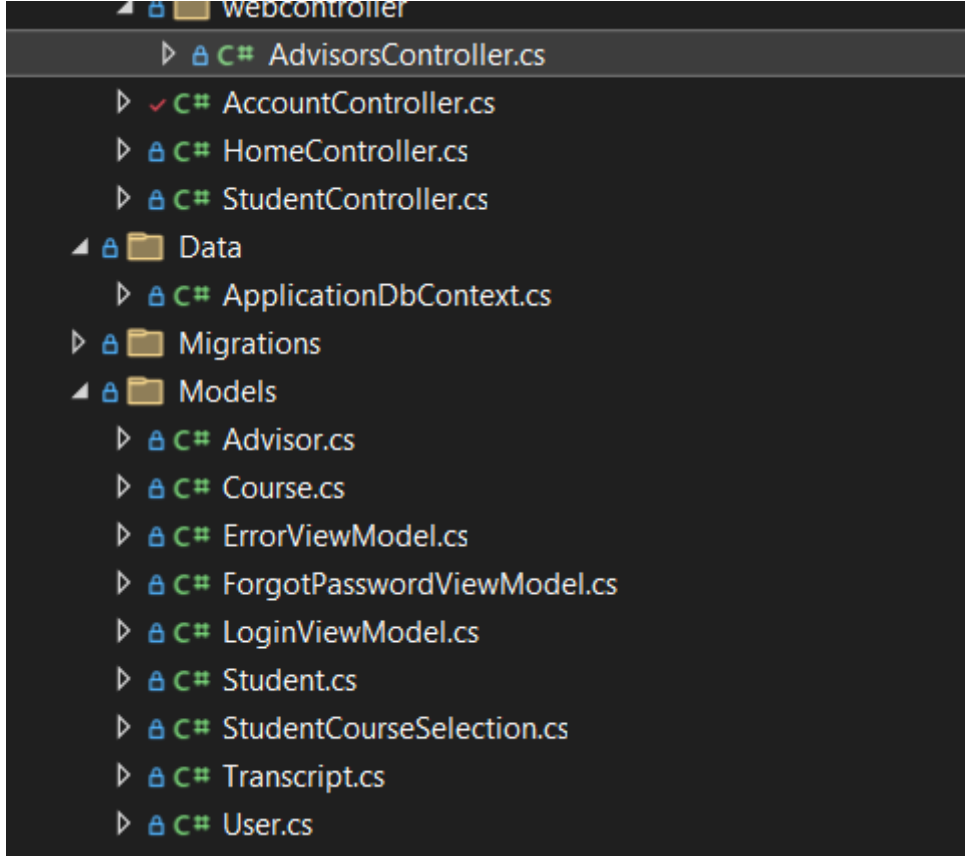 webcontroller
C# AdvisorsController.cs
C# AccountController.cs
C# HomeController.cs
C# StudentController.cs
Data
C# ApplicationDbContext.cs
Migrations
Models
C# Advisor.cs
C# Course.cs
C# ErrorViewModel.cs
C# ForgotPasswordViewModel.cs
C# LoginViewModel.cs
C# Student.cs
C# StudentCourseSelection.cs
C# Transcript.cs
C# User.cs